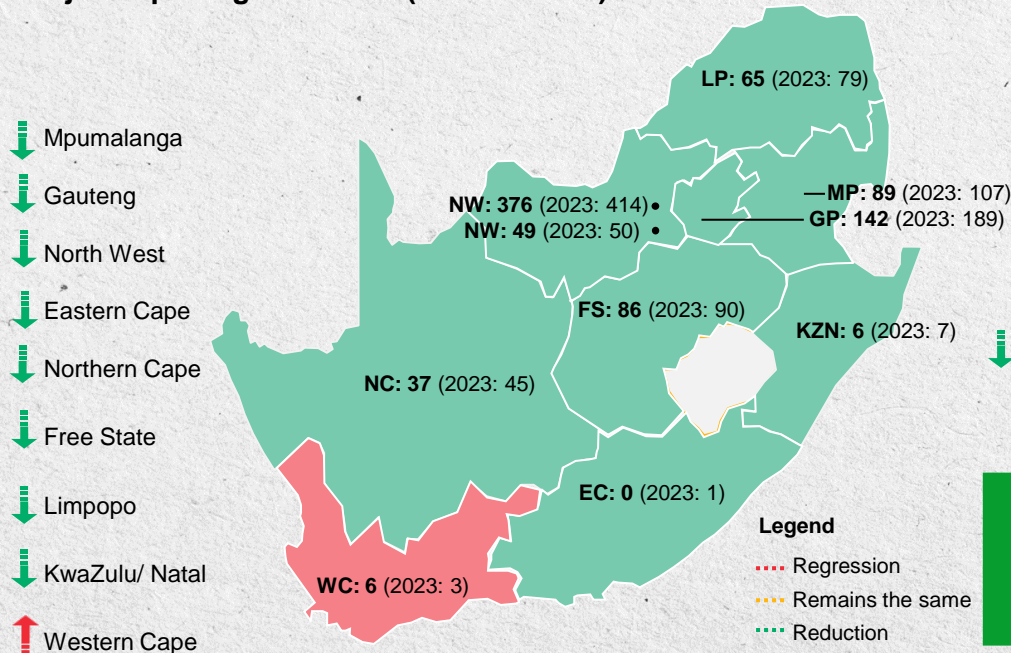 Mpumalanga
Gauteng
North West
Eastern Cape
Northern Cape
Free State
Limpopo
KwaZulu/ Natal
Western Cape
LP: 65 (2023: 79)
NW: 376 (2023: 414)
NW: 49 (2023: 50)
MP: 89 (2023: 107)
GP: 142 (2023: 189)
FS: 86 (2023: 90)
KZN: 6 (2023: 7)
NC: 37 (2023: 45)
EC: 0 (2023: 1)
WC: 6 (2023: 3)
Legend
Regression
Remains the same
Reduction